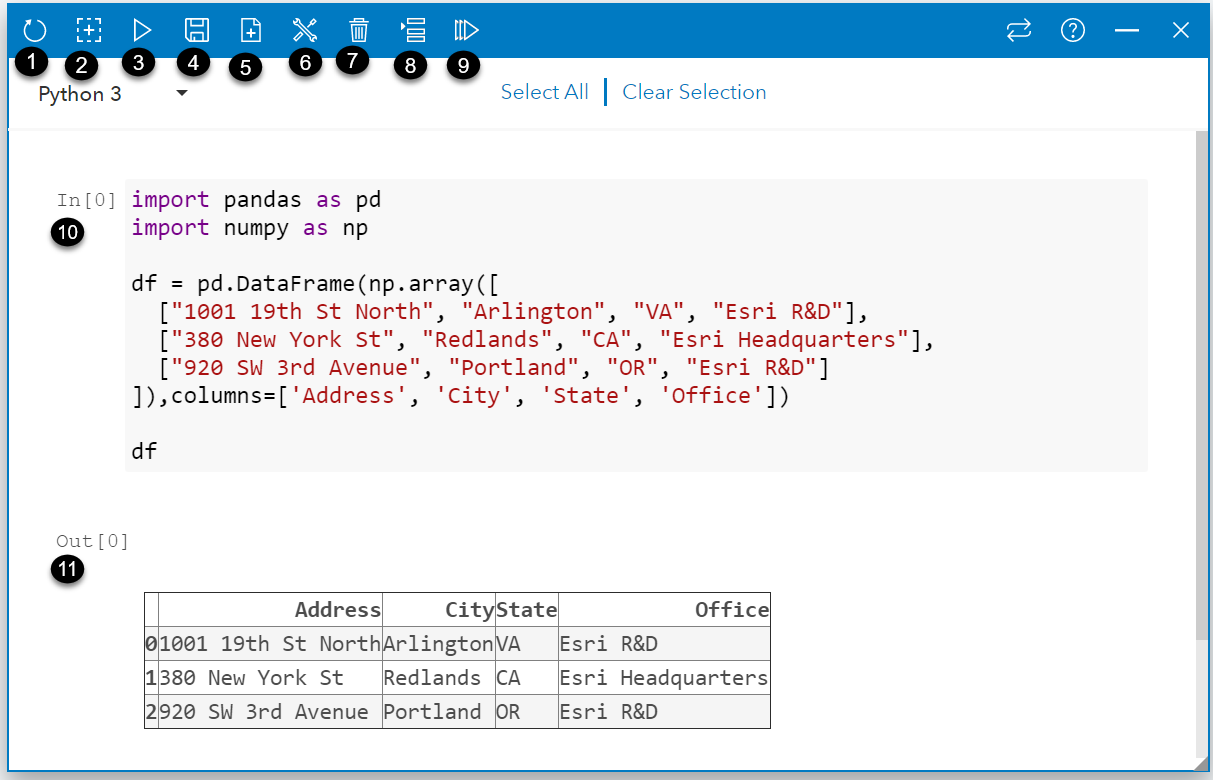 1 2 3 4 5 6 7 8 9
Python 3
Select All | Clear Selection
In[0]
10
import pandas as pd
import numpy as np
df = pd.DataFrame(np.array([
["1001 19th St North", "Arlington", "VA", "Esri R&D"],
["380 New York St", "Redlands", "CA", "Esri Headquarters"],
["920 SW 3rd Avenue", "Portland", "OR", "Esri R&D"]
]),columns=['Address', 'City', 'State', 'Office'])
df
Out[0]
11
Address City State Office
0 1001 19th St North Arlington VA Esri R&D
1 380 New York St Redlands CA Esri Headquarters
2 920 SW 3rd Avenue Portland OR Esri R&D